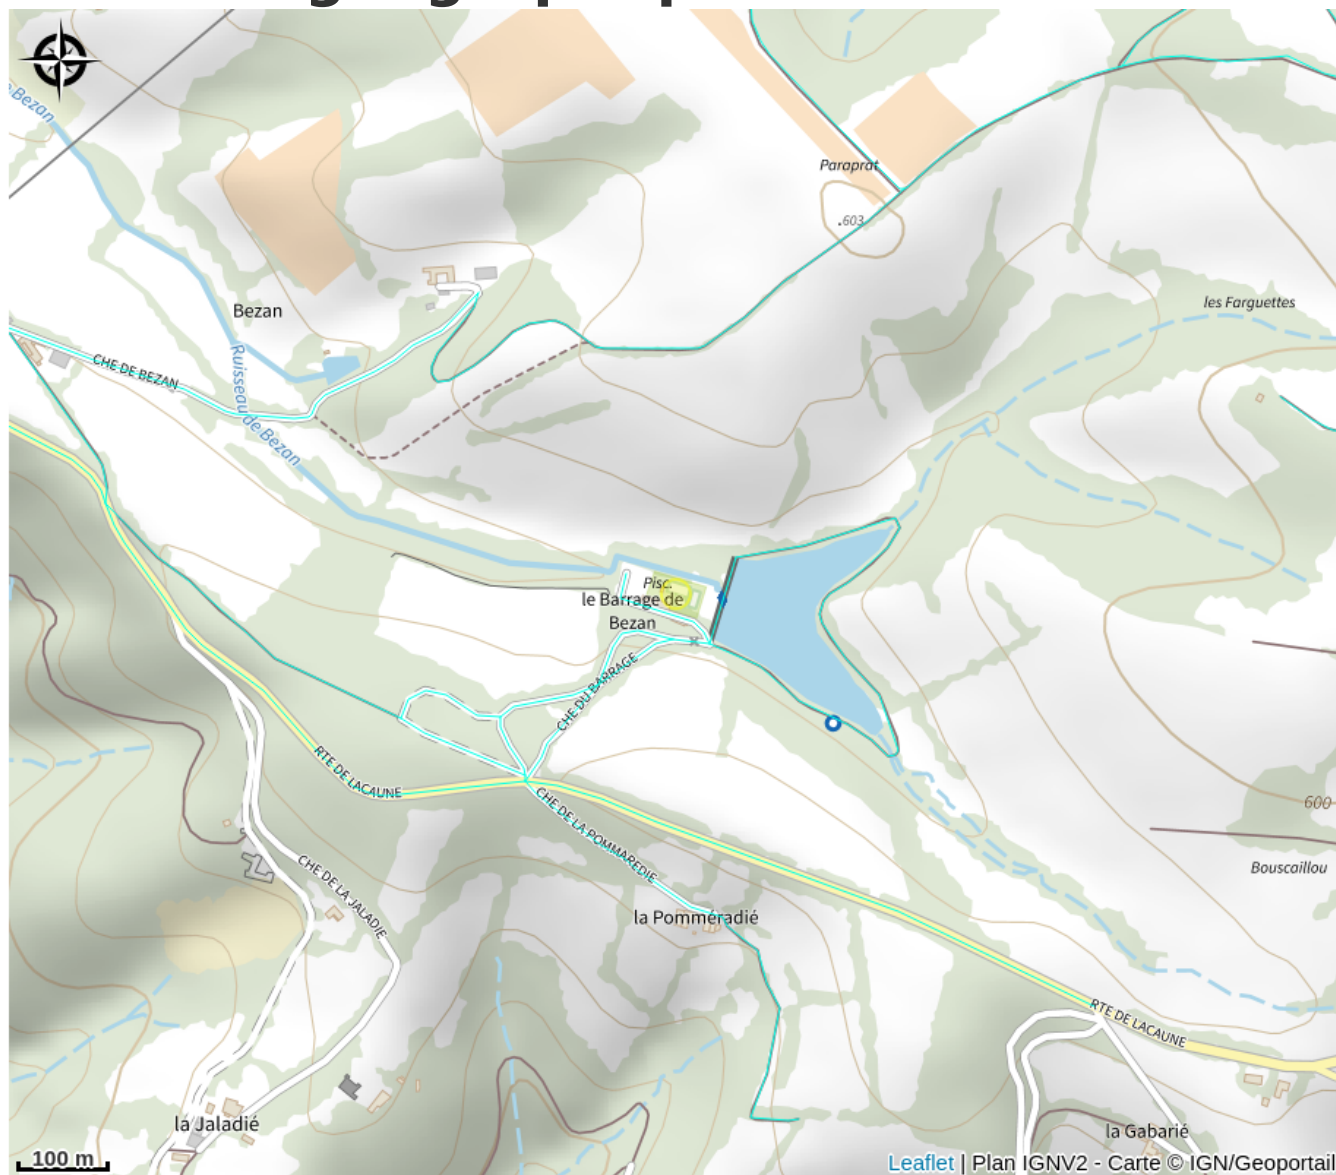 Bezan
Paraprat
.603
les Farguettes
Bezan
CHE DE BEZAN
Ruisseau de Bezan
Pisc.
le Barrage de
Bezan
CHE DU BARRAGE
RTE DE LACAUNE
CHE DE LA POMMAREDIE
600
Bouscaillou
CHE DE LA JALADIE
la Pomméradié
RTE DE LACAUNE
la Jaladié
la Gabarié
100 m
Leaflet | Plan IGNV2 - Carte © IGN/Geoportail